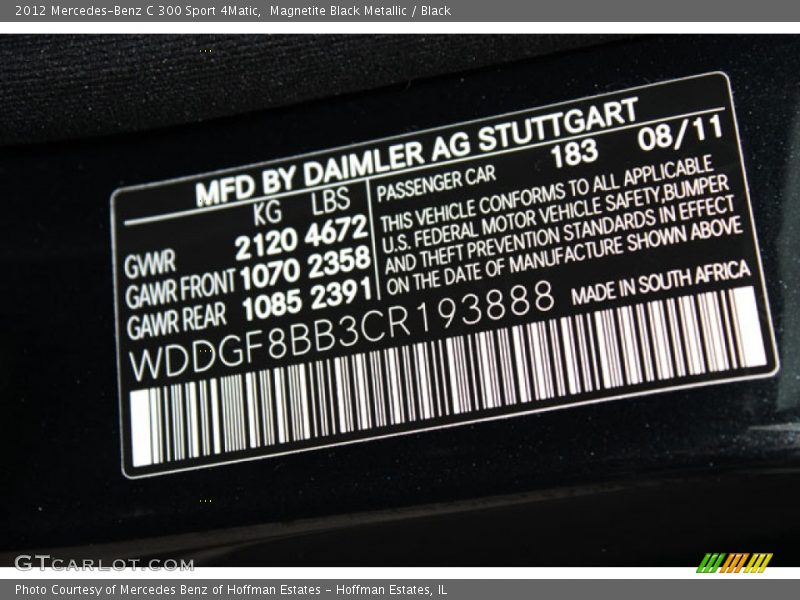 2012 Mercedes-Benz C 300 Sport 4Matic,  Magnetite Black Metallic / Black
MFD BY DAIMLER AG STUTTGART
KG LBS PASSENGER CAR 183 08/11
GVWR 2120 4672
GAWR FRONT 1070 2358
GAWR REAR 1085 2391
THIS VEHICLE CONFORMS TO ALL APPLICABLE
U.S. FEDERAL MOTOR VEHICLE SAFETY,BUMPER
AND THEFT PREVENTION STANDARDS IN EFFECT
ON THE DATE OF MANUFACTURE SHOWN ABOVE
WDDGF8BB3CR193888 MADE IN SOUTH AFRICA
GTCARLOT.COM
Photo Courtesy of Mercedes Benz of Hoffman Estates - Hoffman Estates, IL